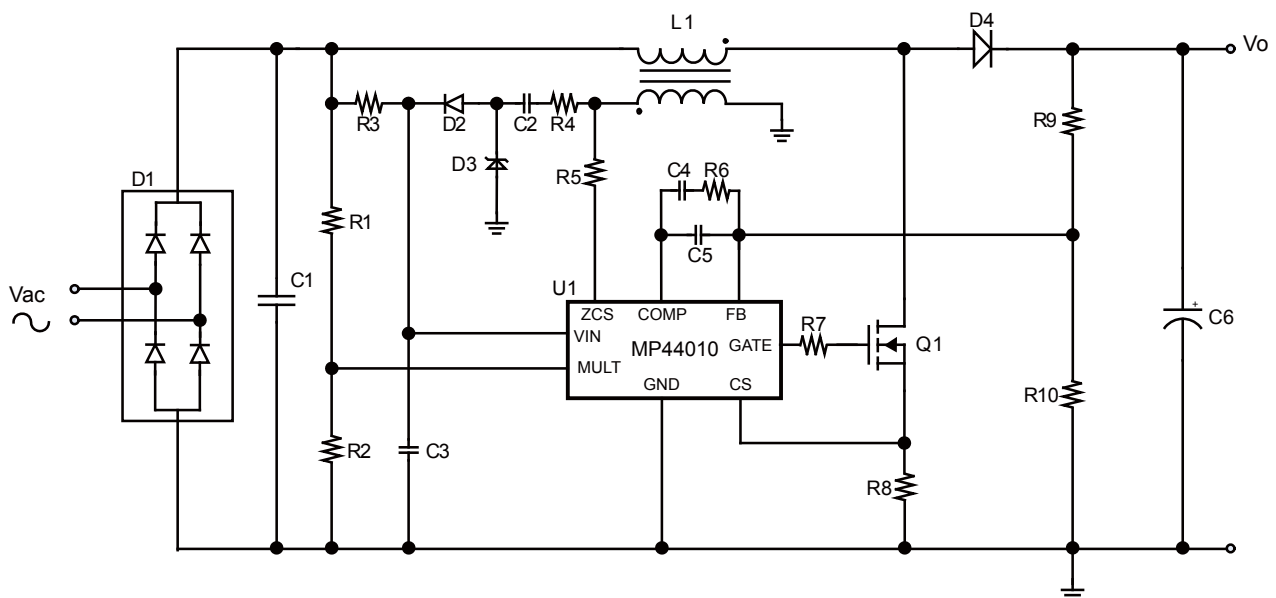 L1
D4
Vo
R3
D2
C2
R4
R9
D3
R5
C4
R6
D1
R1
C5
C1
Vac
U1
ZCS
COMP
FB
R7
C6
+
VIN
MP44010
GATE
Q1
MULT
GND
CS
R10
R2
C3
R8